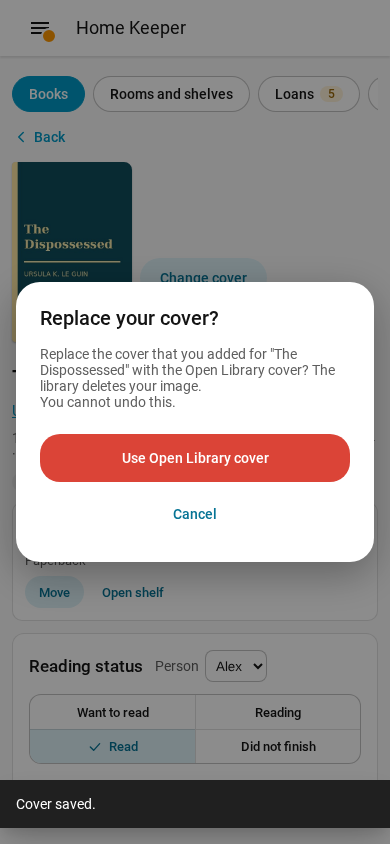 Home Keeper
Books
Rooms and shelves
Loans 5
Back
The
Dispossessed
URSULA K. LE GUIN
Change cover
Replace your cover?
Replace the cover that you added for "The
Dispossessed" with the Open Library cover? The
library deletes your image.
You cannot undo this.
Use Open Library cover
Cancel
Paperback
Move
Open shelf
Reading status
Person
Alex
Want to read
Reading
Read
Did not finish
Cover saved.